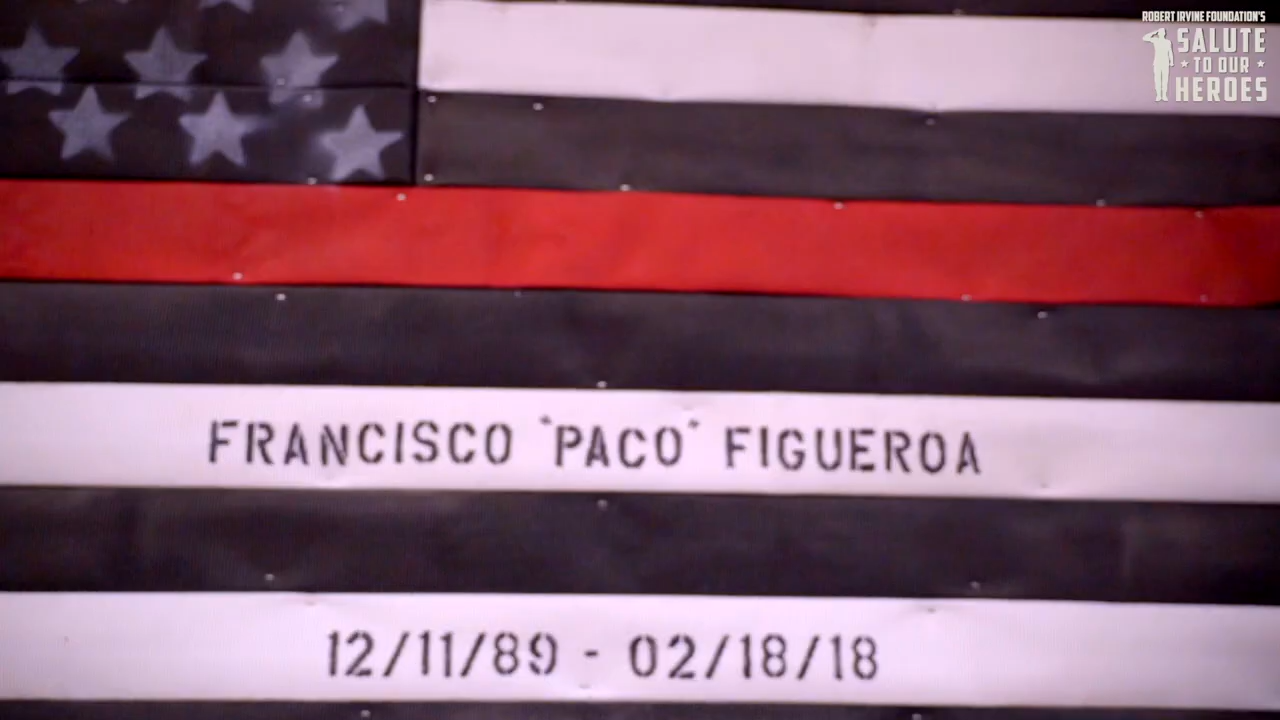 ROBERT IRVINE FOUNDATION'S
SALUTE
TO OUR
HEROES
FRANCISCO "PACO" FIGUEROA
12/11/89 - 02/18/18